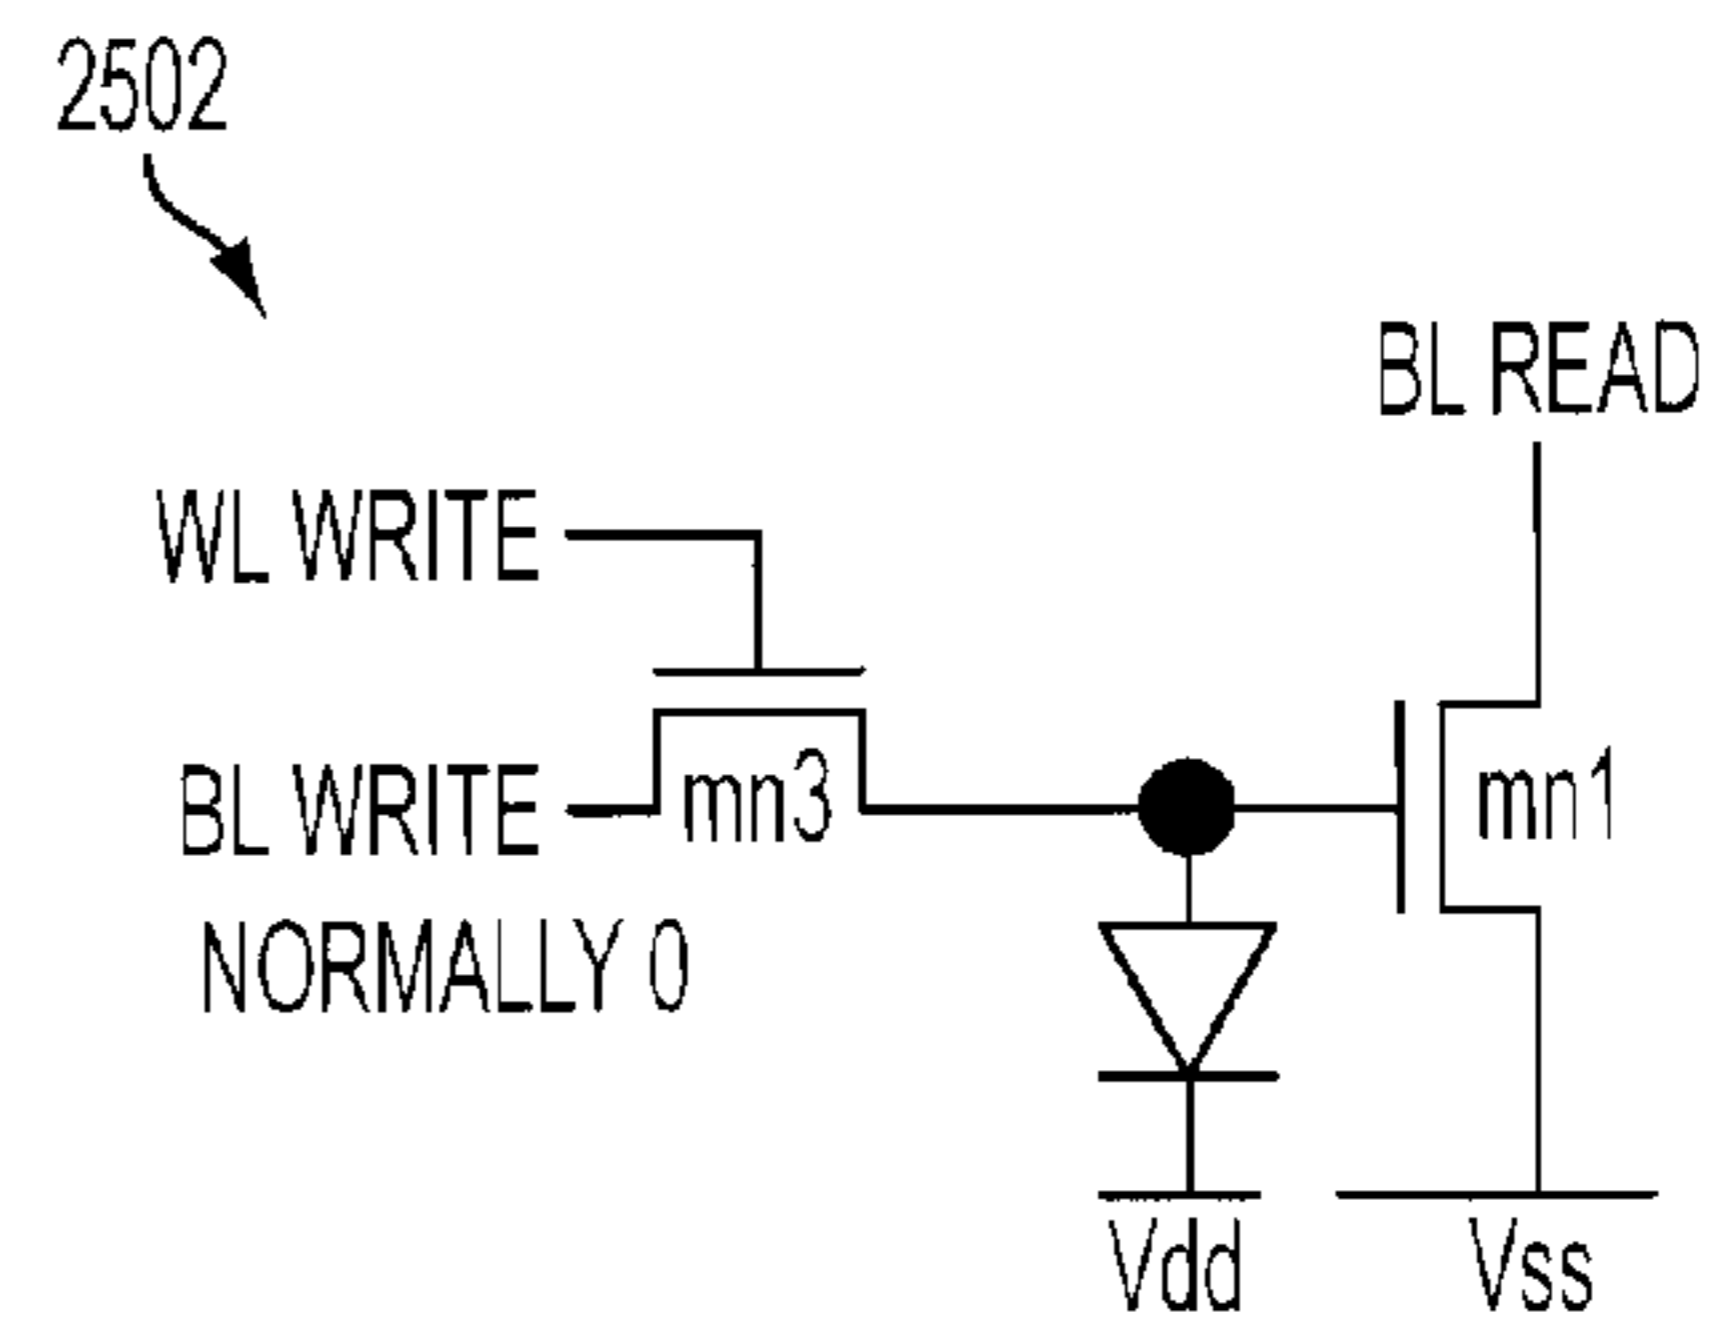 2502
BL READ
WL WRITE
BL WRITE
mn3
mn1
NORMALLY 0
Vdd
Vss